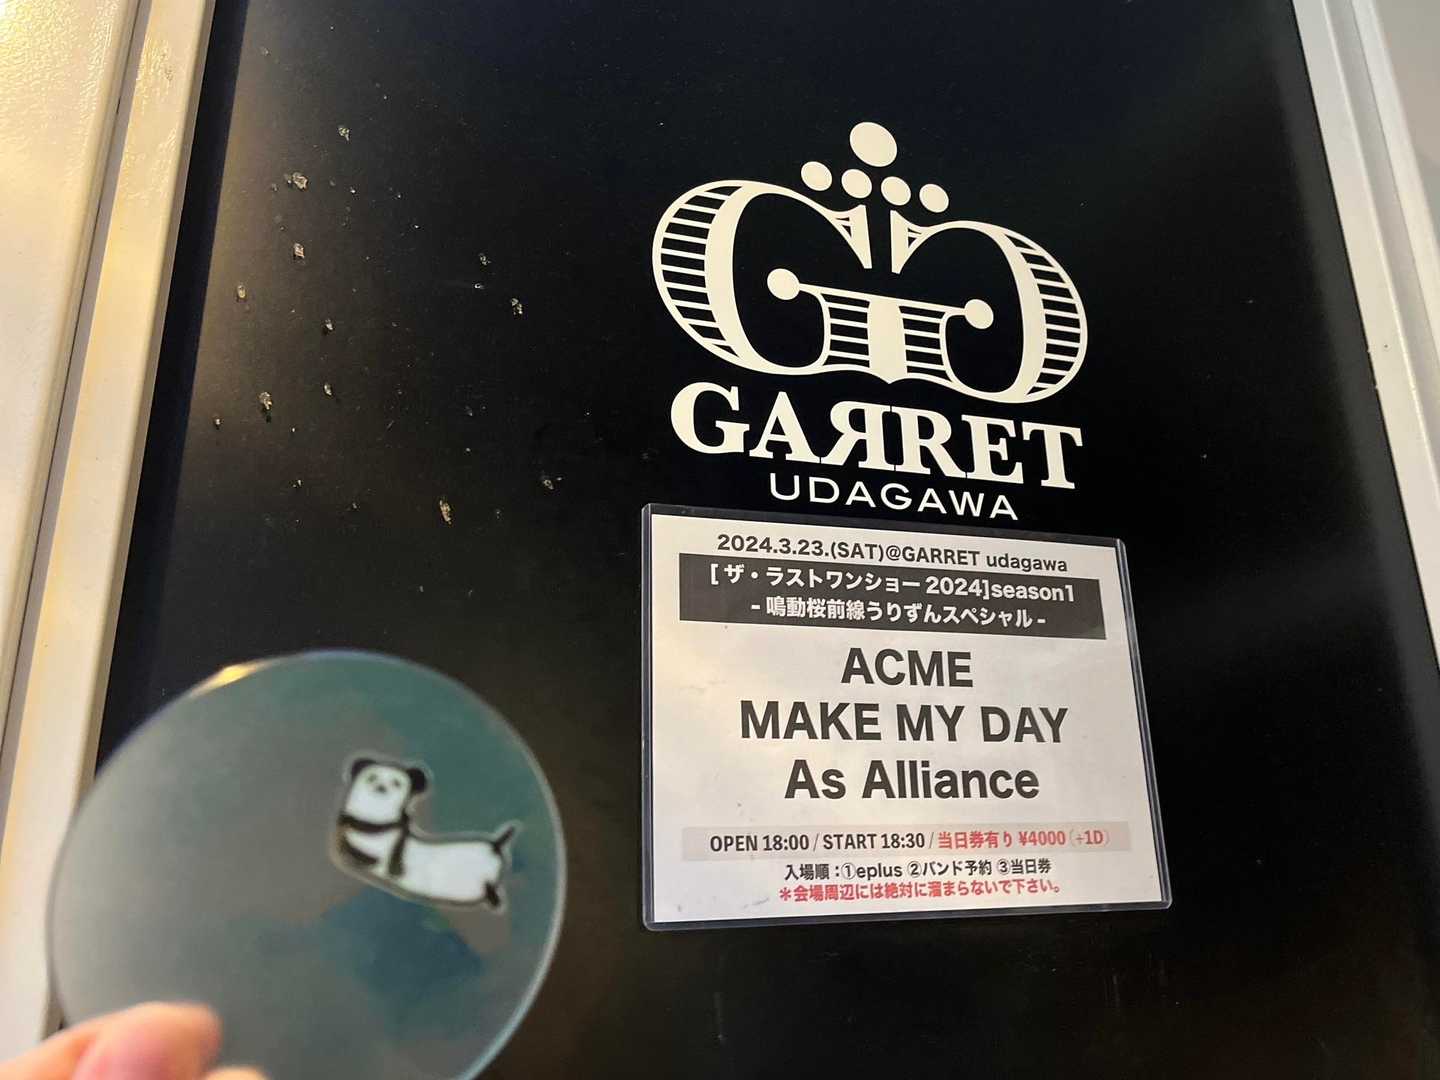 GARRET
UDAGAWA
2024.3.23.(SAT)@GARRET udagawa
[ ザ・ラストワンショー 2024]season1
- 鳴動桜前線うりずんスペシャル -
ACME
MAKE MY DAY
As Alliance
OPEN 18:00 / START 18:30 / 当日券有り ¥4000（+1D）
入場順：①eplus ②バンド予約 ③当日券
＊会場周辺には絶対に溜まらないで下さい。